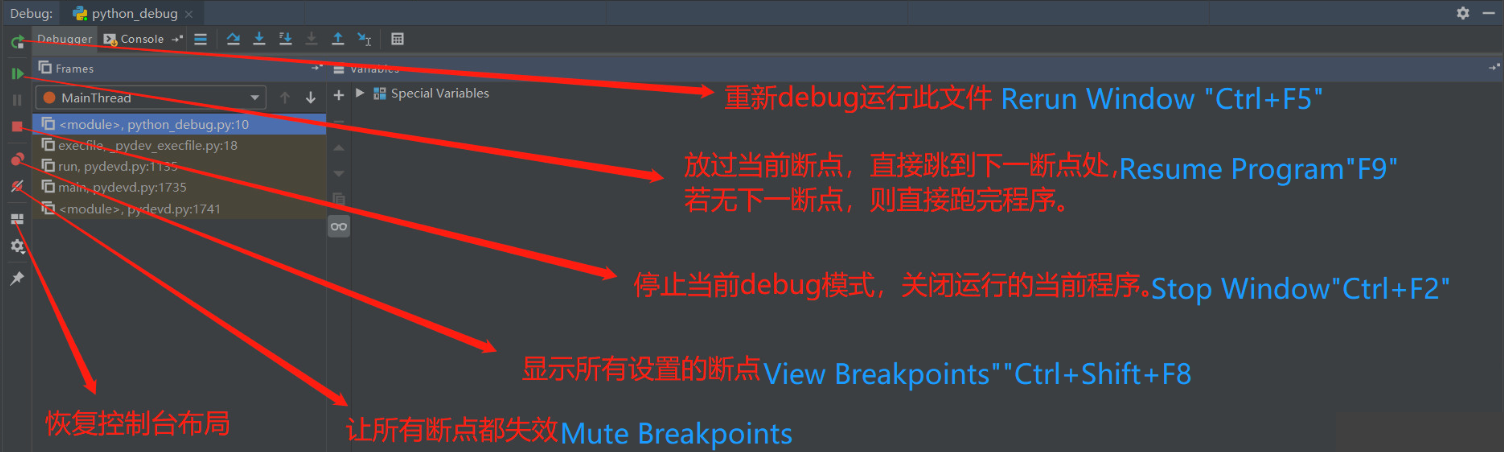 Debug: python_debug
Debugger Console
Frames Variables
MainThread
Special Variables
<module>, python_debug.py:10
execfile, _pydev_execfile.py:18
run, pydevd.py:1135
main, pydevd.py:1735
<module>, pydevd.py:1741
重新debug运行此文件 Rerun Window "Ctrl+F5"
放过当前断点，直接跳到下一断点处,Resume Program"F9"
若无下一断点，则直接跑完程序。
停止当前debug模式，关闭运行的当前程序。Stop Window"Ctrl+F2"
显示所有设置的断点View Breakpoints""Ctrl+Shift+F8
恢复控制台布局
让所有断点都失效Mute Breakpoints